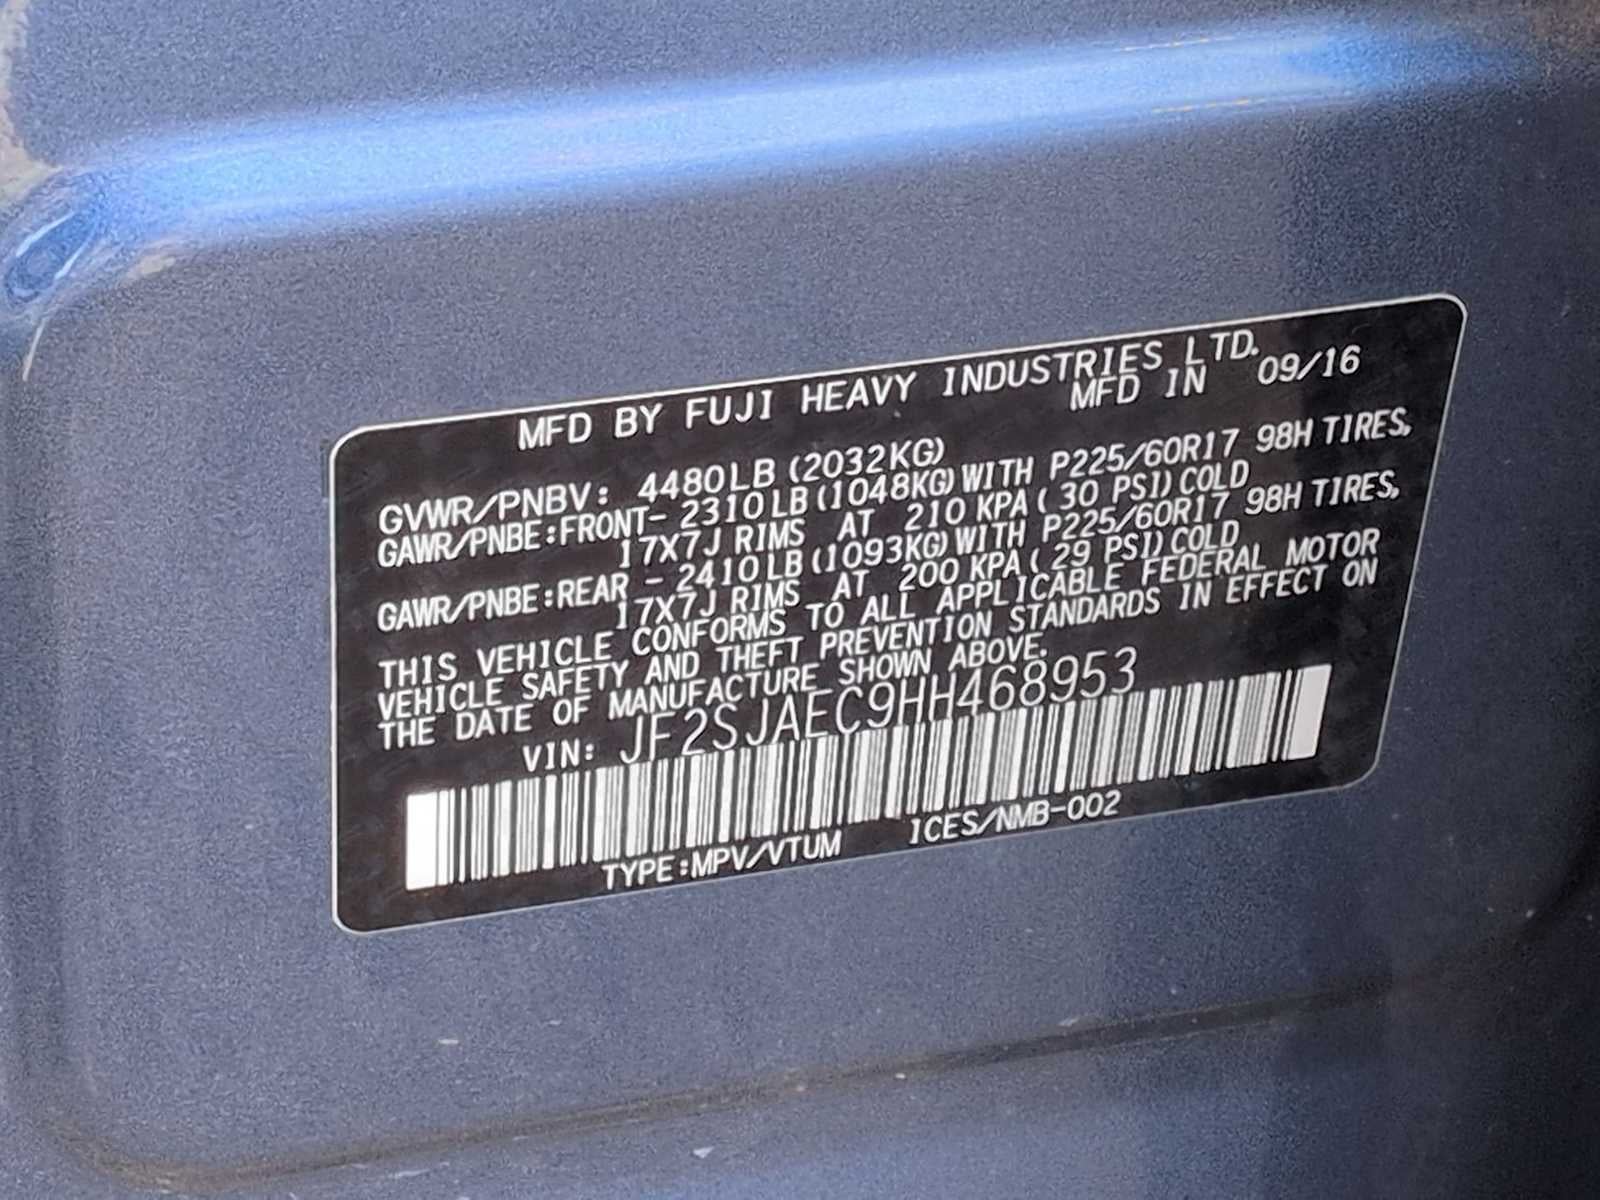 MFD BY FUJI HEAVY INDUSTRIES LTD.
MFD IN 09/16
GVWR/PNBV: 4480LB (2032KG)
GAWR/PNBE:FRONT- 2310LB(1048KG)WITH P225/60R17 98H TIRES,
17X7J RIMS AT 210 KPA( 30 PSI)COLD
GAWR/PNBE:REAR - 2410LB(1093KG)WITH P225/60R17 98H TIRES,
17X7J RIMS AT 200 KPA( 29 PSI)COLD
THIS VEHICLE CONFORMS TO ALL APPLICABLE FEDERAL MOTOR
VEHICLE SAFETY AND THEFT PREVENTION STANDARDS IN EFFECT ON
THE DATE OF MANUFACTURE SHOWN ABOVE.
VIN: JF2SJAEC9HH468953
TYPE:MPV/VTUM ICES/NMB-002